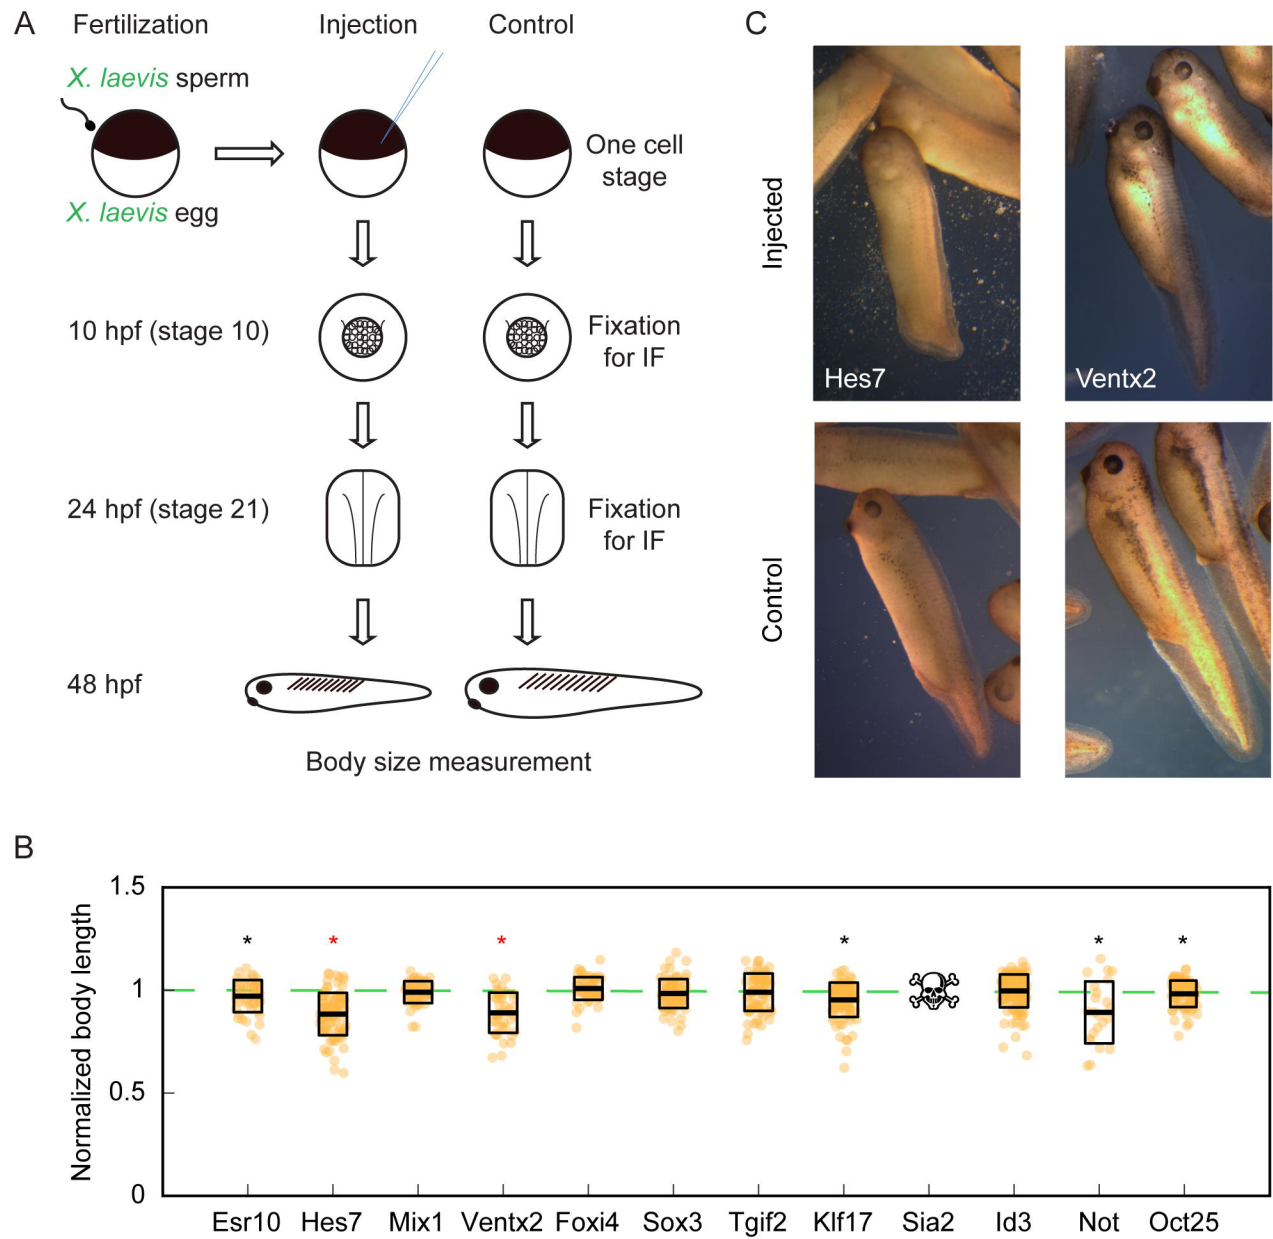 A
Fertilization
Injection
Control
X. laevis sperm
X. laevis egg
One cell
stage
10 hpf (stage 10)
Fixation
for IF
24 hpf (stage 21)
Fixation
for IF
48 hpf
Body size measurement
C
Injected
Hes7
Ventx2
Control
B
Normalized body length
1.5
1
0.5
0
* * * * * *
Esr10 Hes7 Mix1 Ventx2 Foxi4 Sox3 Tgif2 Klf17 Sia2 Id3 Not Oct25